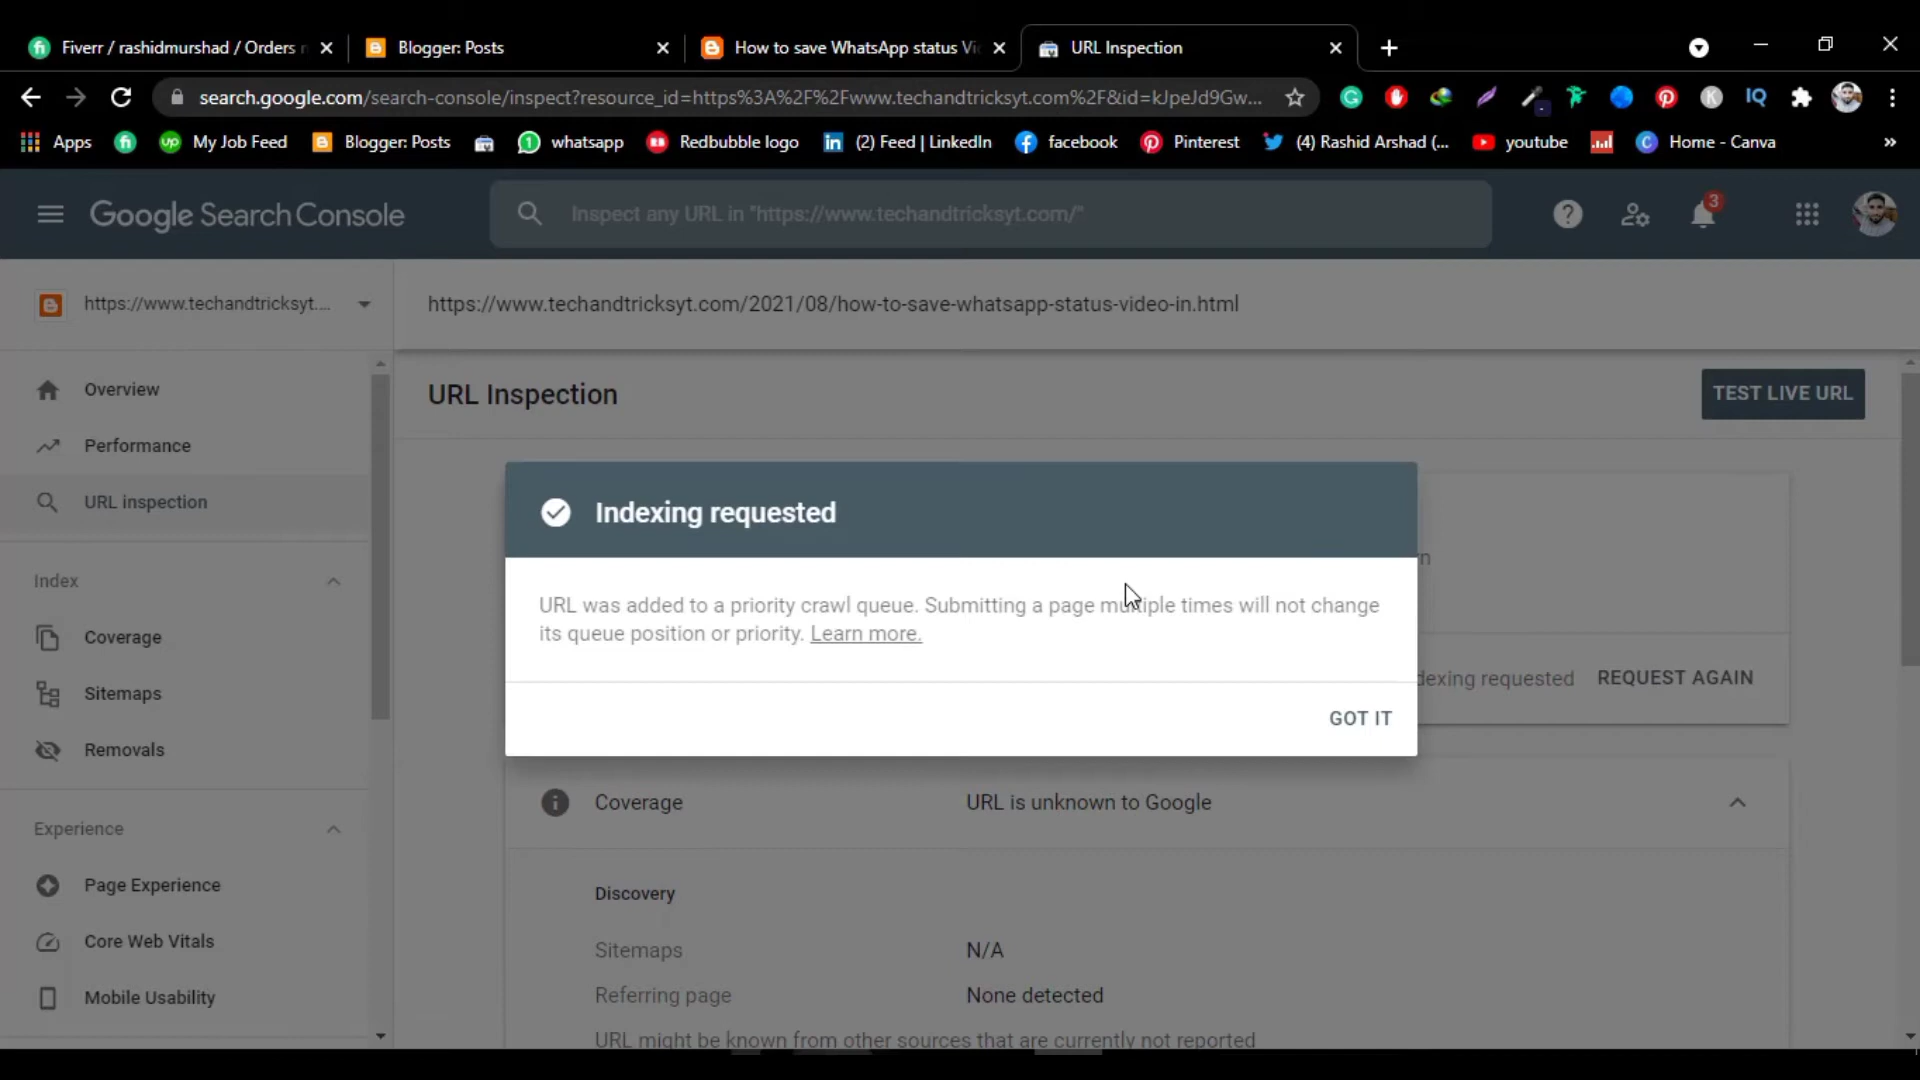 Fiverr / rashidmurshad / Orders
Blogger: Posts
How to save WhatsApp status Vi
URL Inspection
search.google.com/search-console/inspect?resource_id=https%3A%2F%2Fwww.techandtricksyt.com%2F&id=kJpeJd9Gw...
Apps
My Job Feed
Blogger: Posts
whatsapp
Redbubble logo
(2) Feed | LinkedIn
facebook
Pinterest
(4) Rashid Arshad (...
youtube
Home - Canva
»
Google Search Console
Inspect any URL in "https://www.techandtricksyt.com/"
3
https://www.techandtricksyt....
https://www.techandtricksyt.com/2021/08/how-to-save-whatsapp-status-video-in.html
Overview
Performance
URL inspection
Index
Coverage
Sitemaps
Removals
Experience
Page Experience
Core Web Vitals
Mobile Usability
URL Inspection
TEST LIVE URL
Indexing requested
URL was added to a priority crawl queue. Submitting a page multiple times will not change
its queue position or priority. Learn more.
GOT IT
dexing requested
REQUEST AGAIN
Coverage
URL is unknown to Google
Discovery
Sitemaps
N/A
Referring page
None detected
URL might be known from other sources that are currently not reported